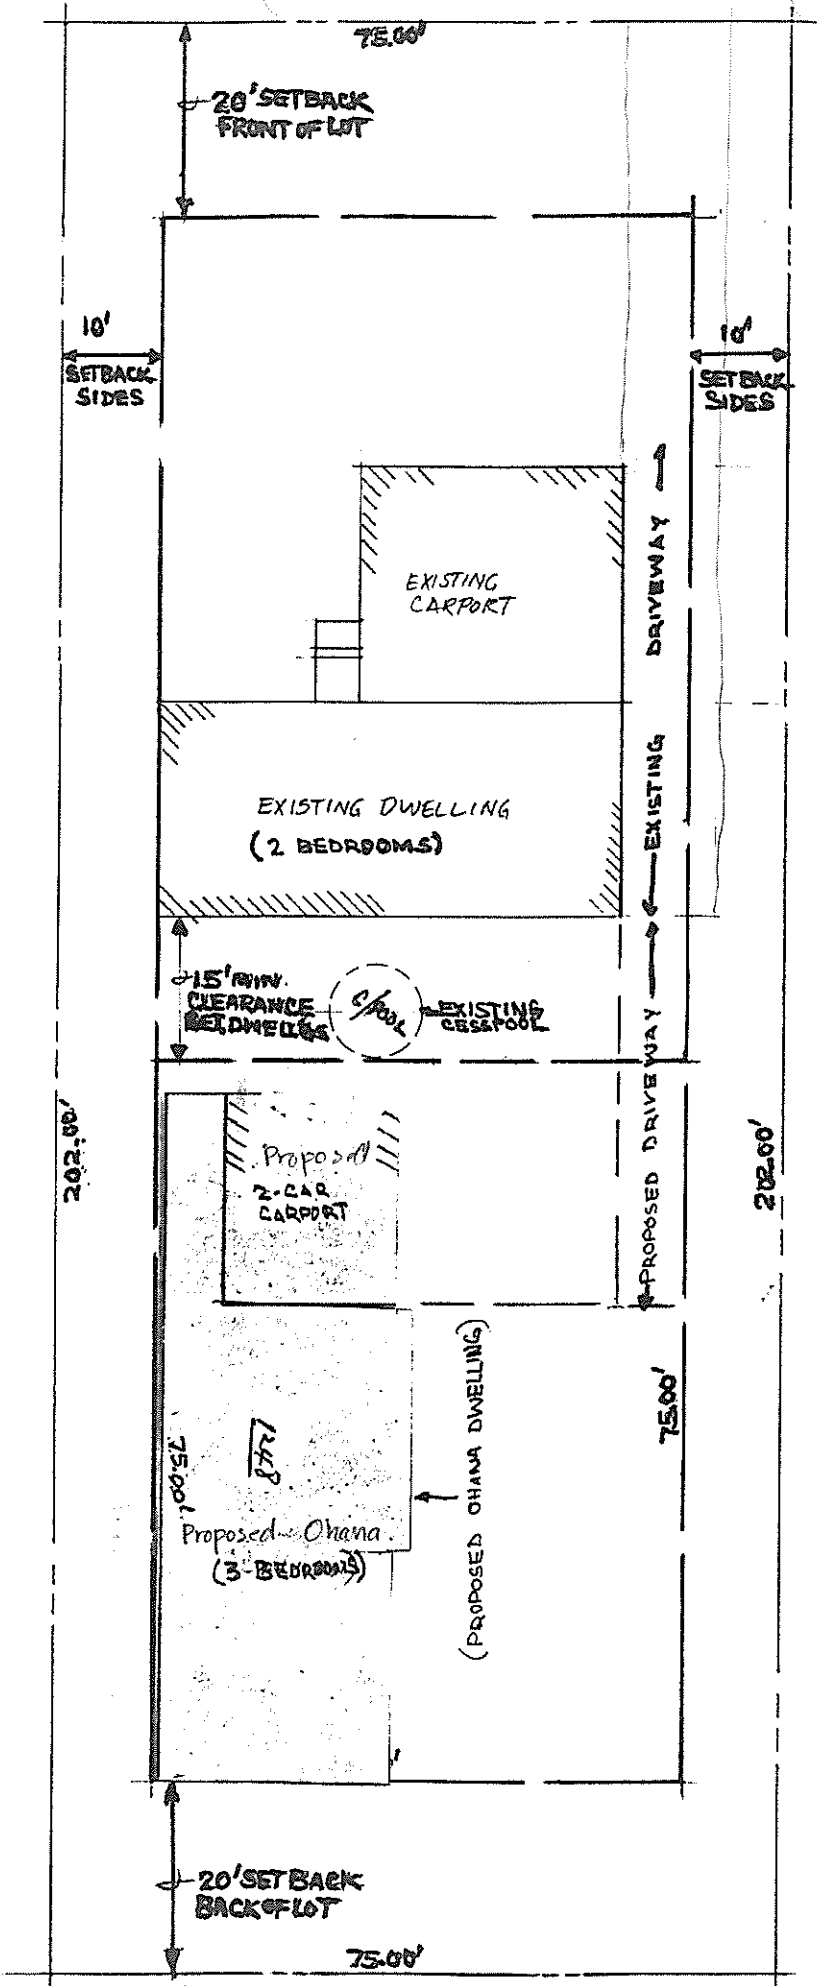 75.00'
20' SETBACK
FRONT OF LOT
10'
SETBACK
SIDES
10'
SETBACK
SIDES
EXISTING
CARPORT
DRIVEWAY
EXISTING
EXISTING DWELLING
(2 BEDROOMS)
15' MIN.
CLEARANCE
BET. DWELLGS
C/POOL
EXISTING
CESSPOOL
PROPOSED DRIVEWAY
202.00'
202.00'
Proposed
2-CAR
CARPORT
75.00'
75.00'
1248
Proposed Ohana
(3-BEDROOMS)
(PROPOSED OHANA DWELLING)
20' SETBACK
BACK OF LOT
75.00'